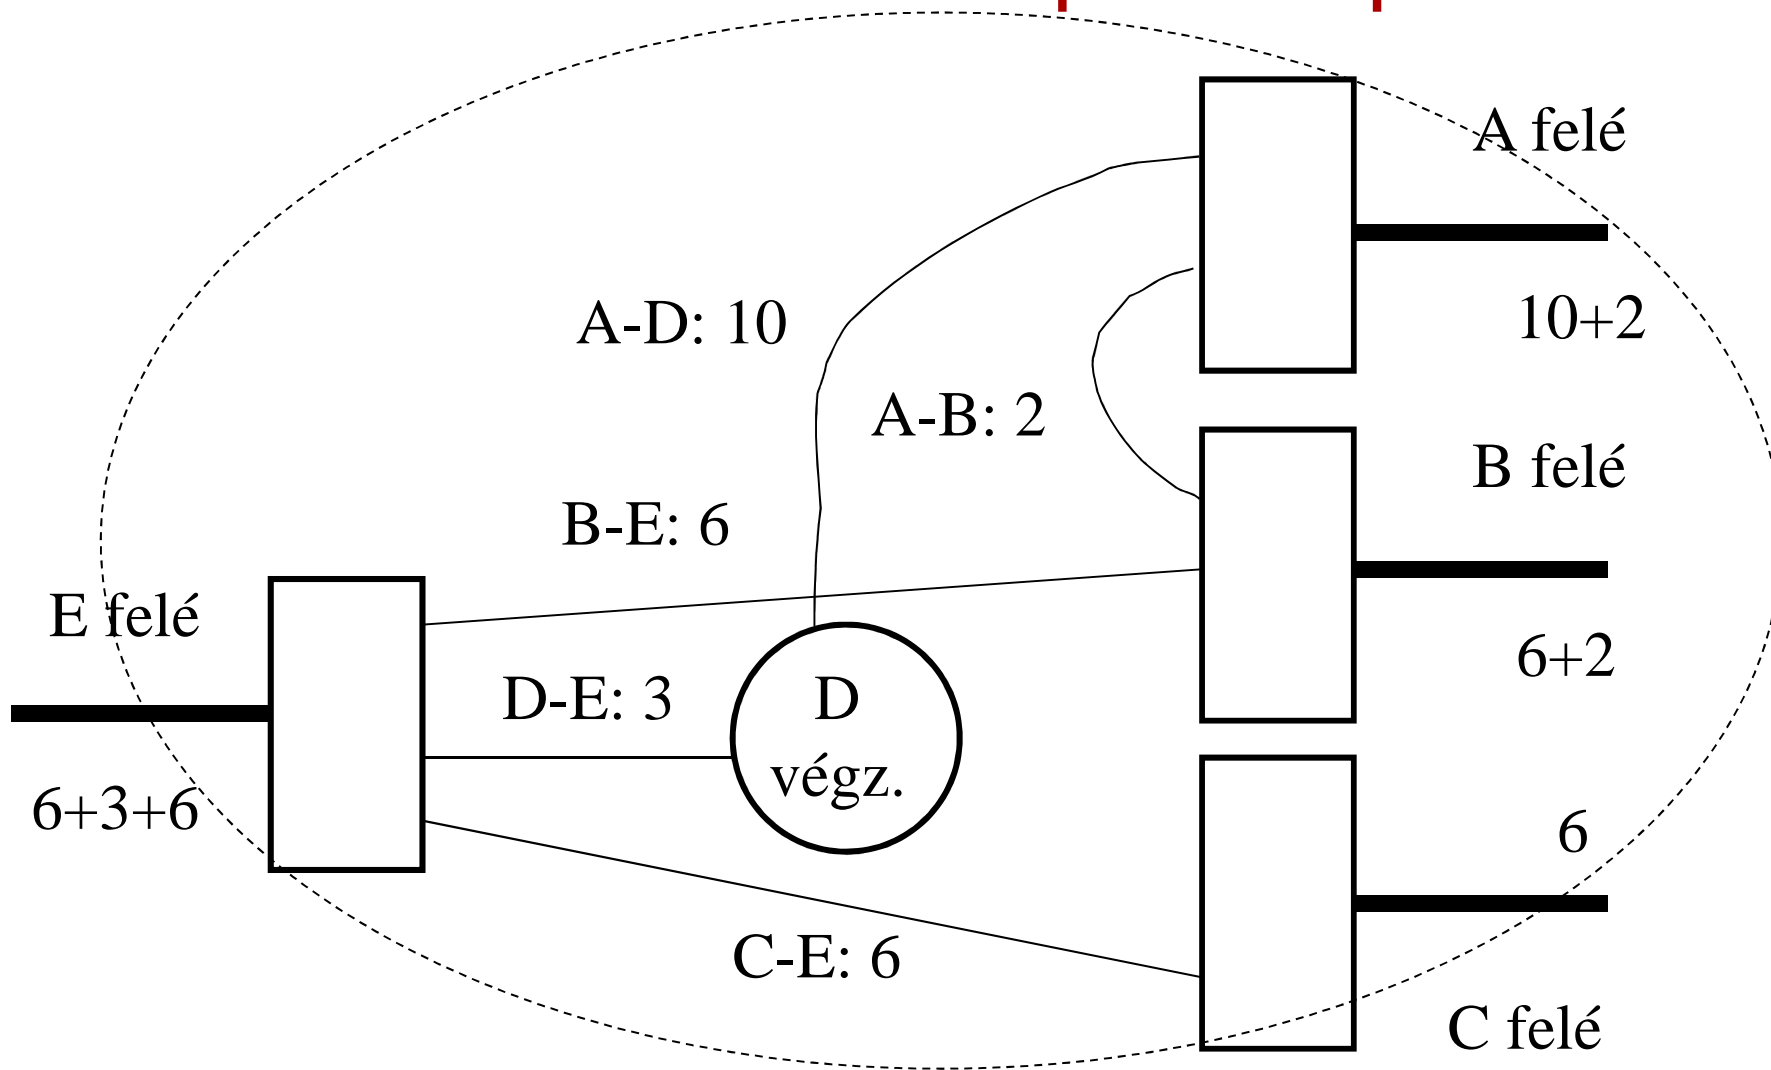 A felé
A-D: 10
10+2
A-B: 2
B felé
B-E: 6
E felé
6+2
D-E: 3
D
végz.
6+3+6
6
C-E: 6
C felé